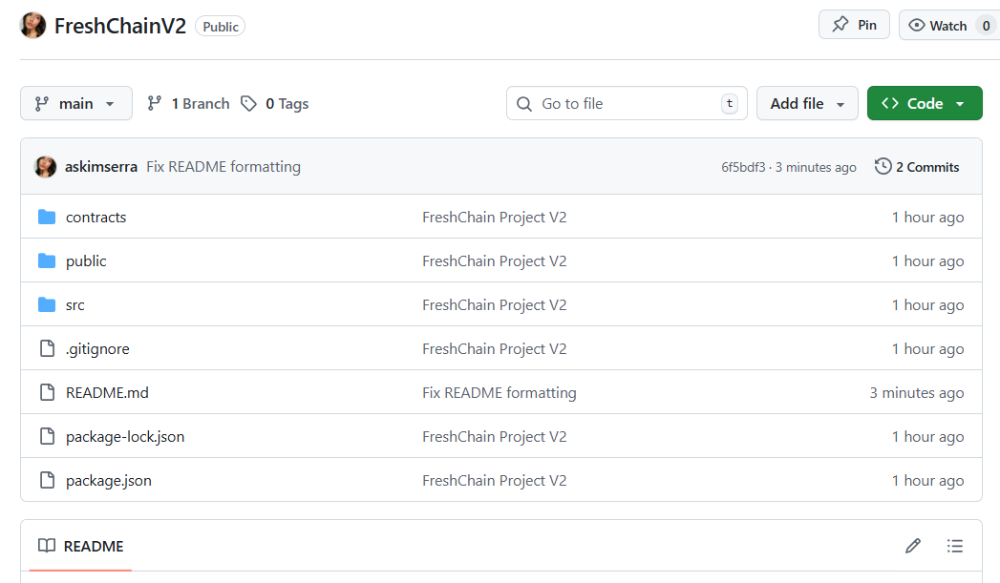 FreshChainV2 Public Pin Watch 0
main 1 Branch 0 Tags Go to file t Add file Code
askimserra Fix README formatting 6f5bdf3 · 3 minutes ago 2 Commits
contracts FreshChain Project V2 1 hour ago
public FreshChain Project V2 1 hour ago
src FreshChain Project V2 1 hour ago
.gitignore FreshChain Project V2 1 hour ago
README.md Fix README formatting 3 minutes ago
package-lock.json FreshChain Project V2 1 hour ago
package.json FreshChain Project V2 1 hour ago
README